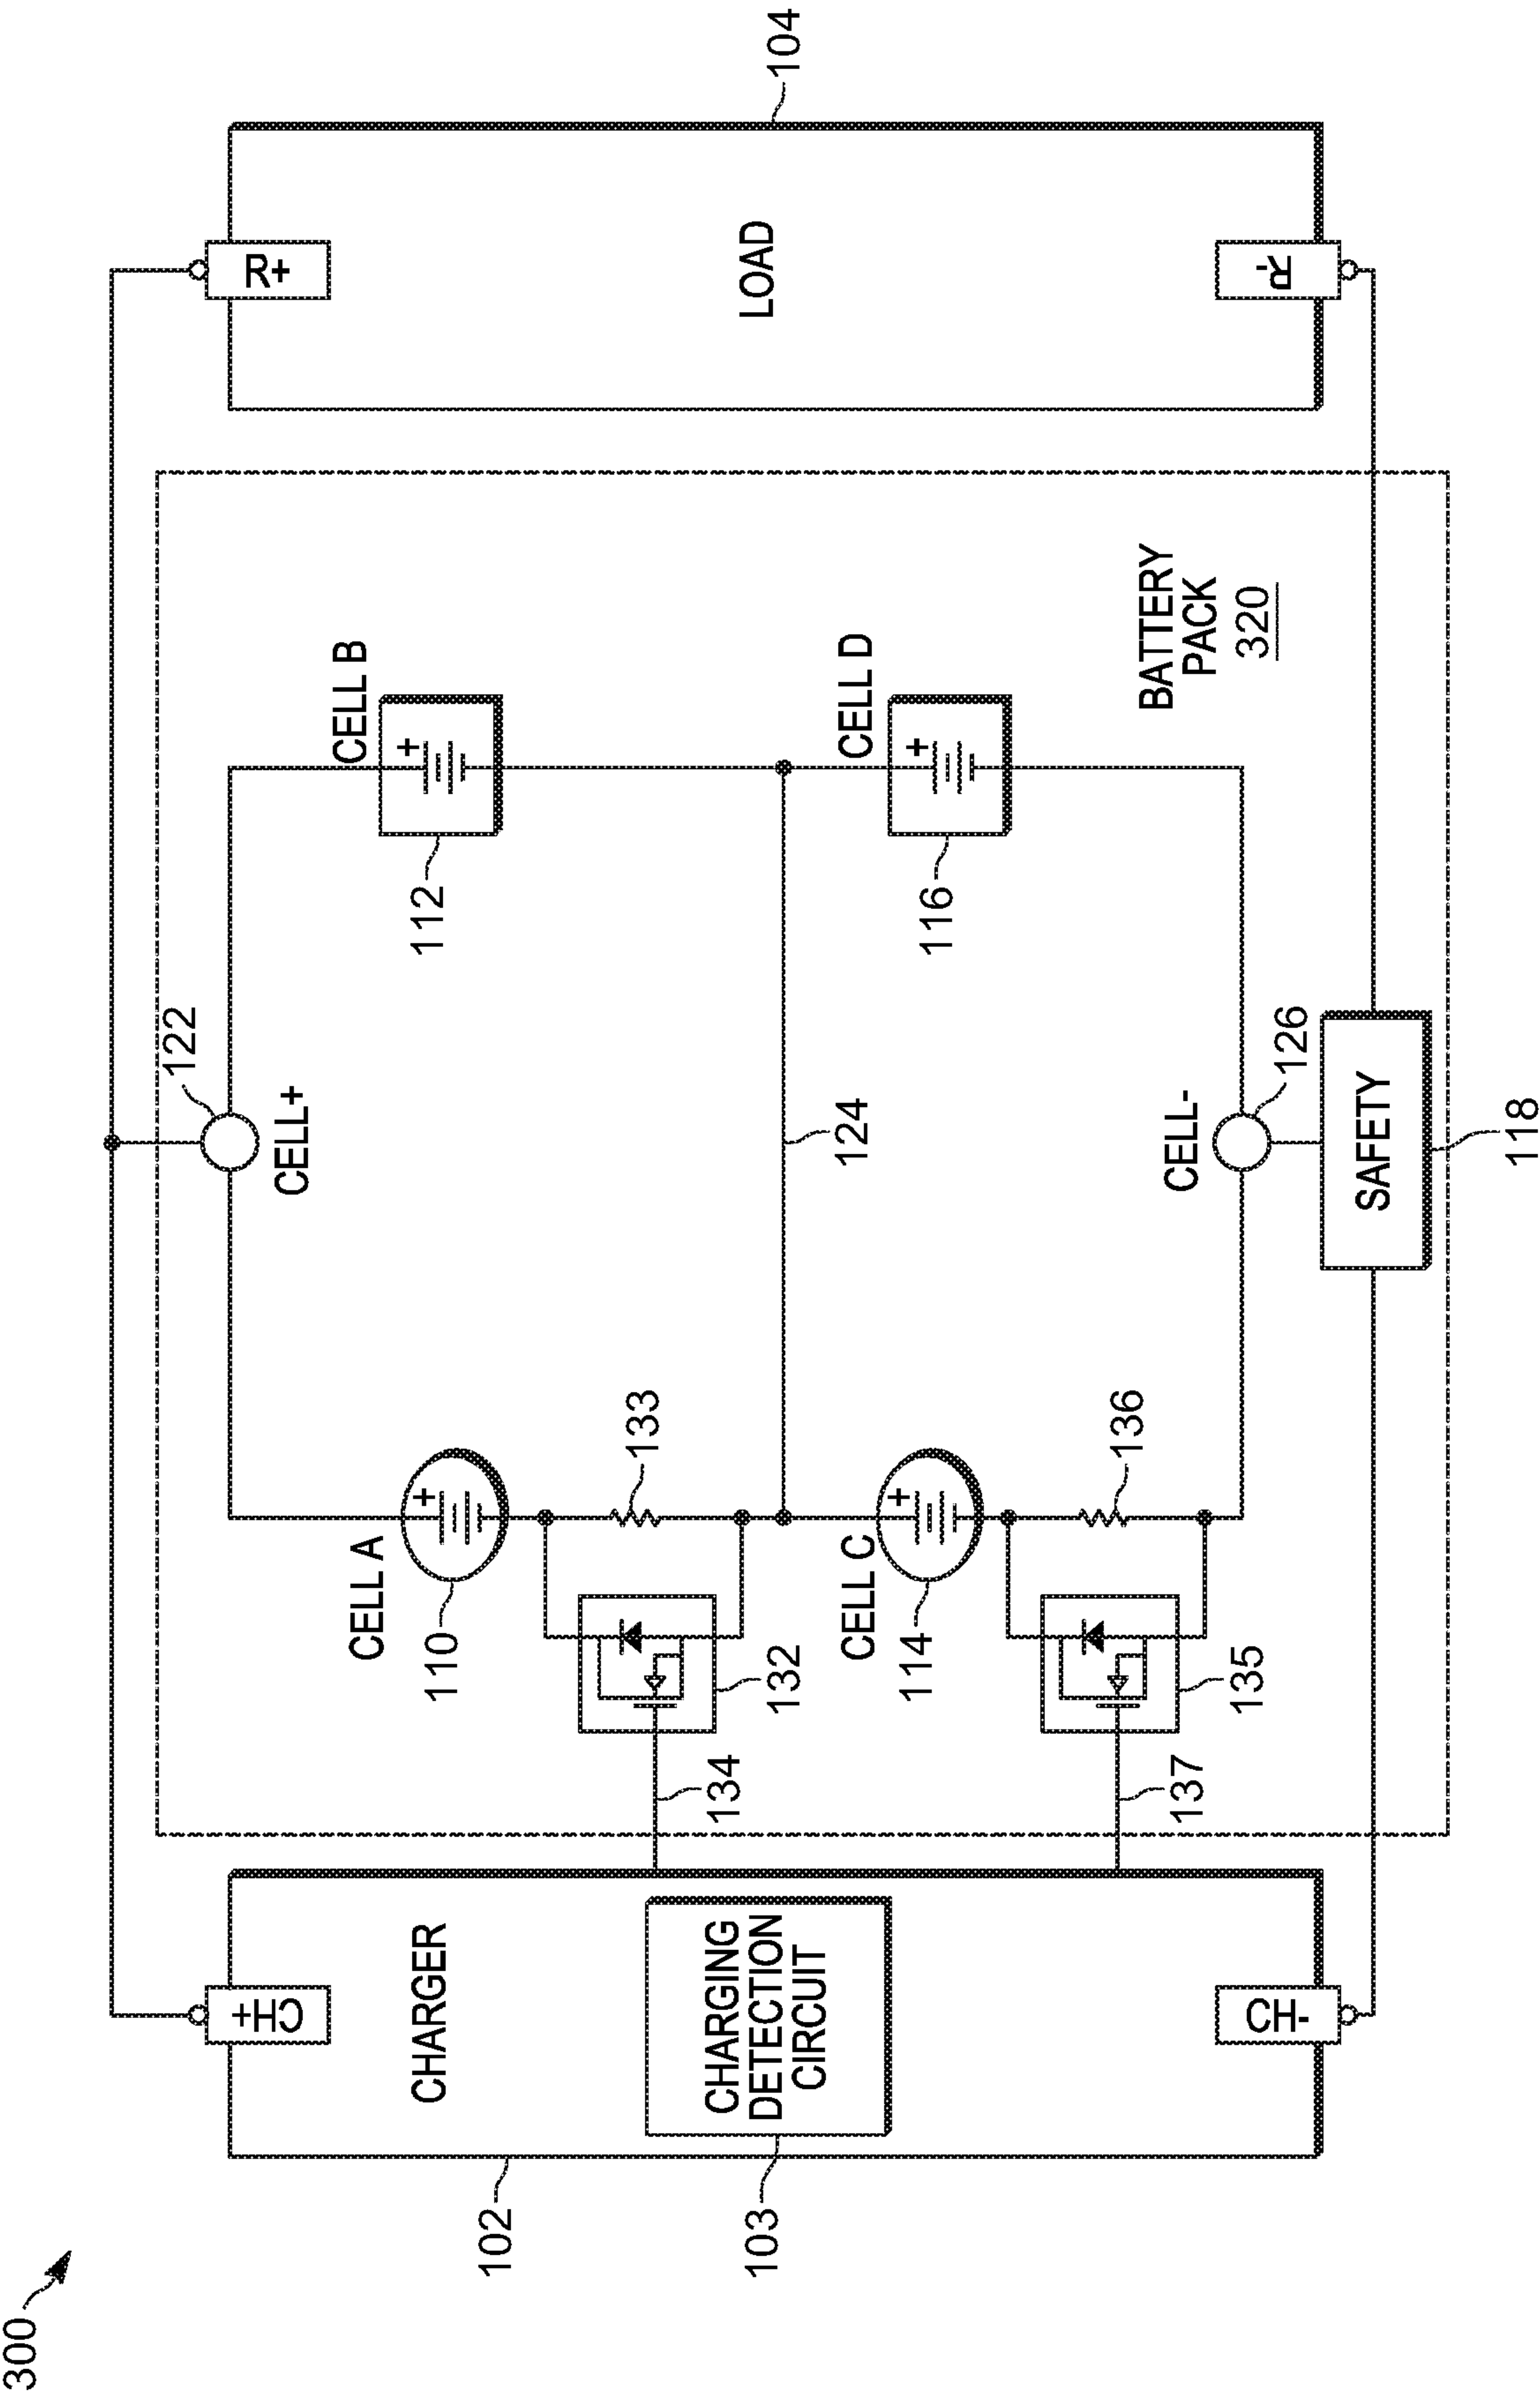 300
102
CHARGER
CH+
CH-
CHARGING
DETECTION
CIRCUIT
103
134
137
132
135
CELL A
110
CELL C
114
133
136
122
CELL+
124
CELL-
126
SAFETY
118
CELL B
112
CELL D
116
+
+
+
+
BATTERY
PACK
320
R+
LOAD
R-
104